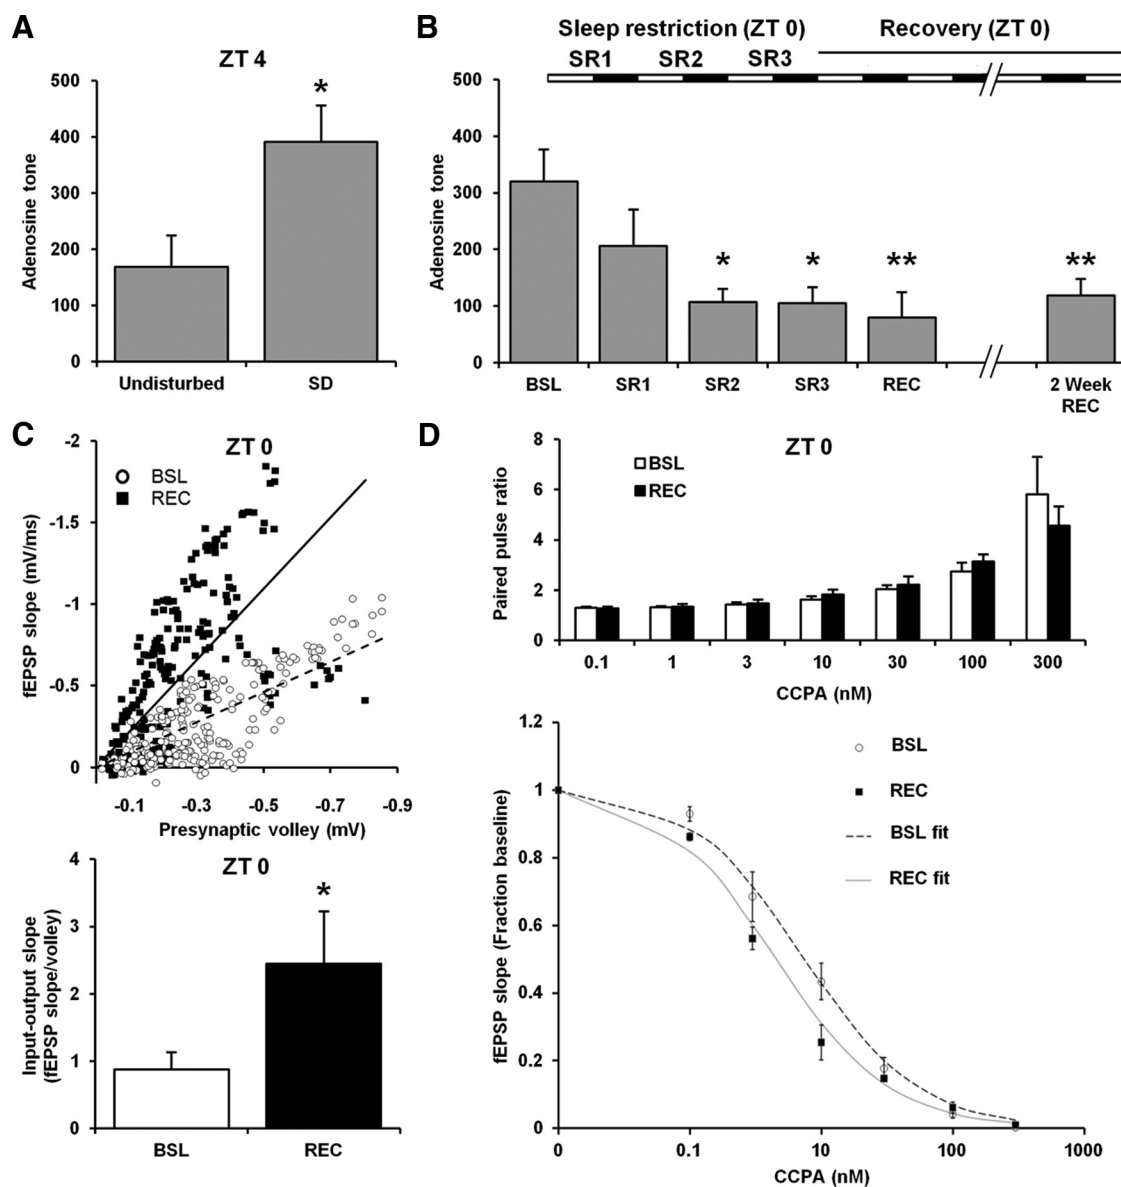 A
ZT 4
500
400
300
200
100
0
Adenosine tone
*
Undisturbed
SD
B
Sleep restriction (ZT 0)
Recovery (ZT 0)
SR1
SR2
SR3
500
400
300
200
100
0
Adenosine tone
*
*
**
**
BSL
SR1
SR2
SR3
REC
2 Week
REC
C
ZT 0
BSL
REC
-2
-1.5
-1
-0.5
0
fEPSP slope (mV/ms)
-0.1
-0.3
-0.5
-0.7
-0.9
Presynaptic volley (mV)
ZT 0
4
3
2
1
0
Input-output slope
(fEPSP slope/volley)
*
BSL
REC
D
ZT 0
BSL
REC
8
6
4
2
0
Paired pulse ratio
0.1
1
3
10
30
100
300
CCPA (nM)
1.2
1
0.8
0.6
0.4
0.2
0
fEPSP slope (Fraction baseline)
BSL
REC
BSL fit
REC fit
0
0.1
10
100
1000
CCPA (nM)